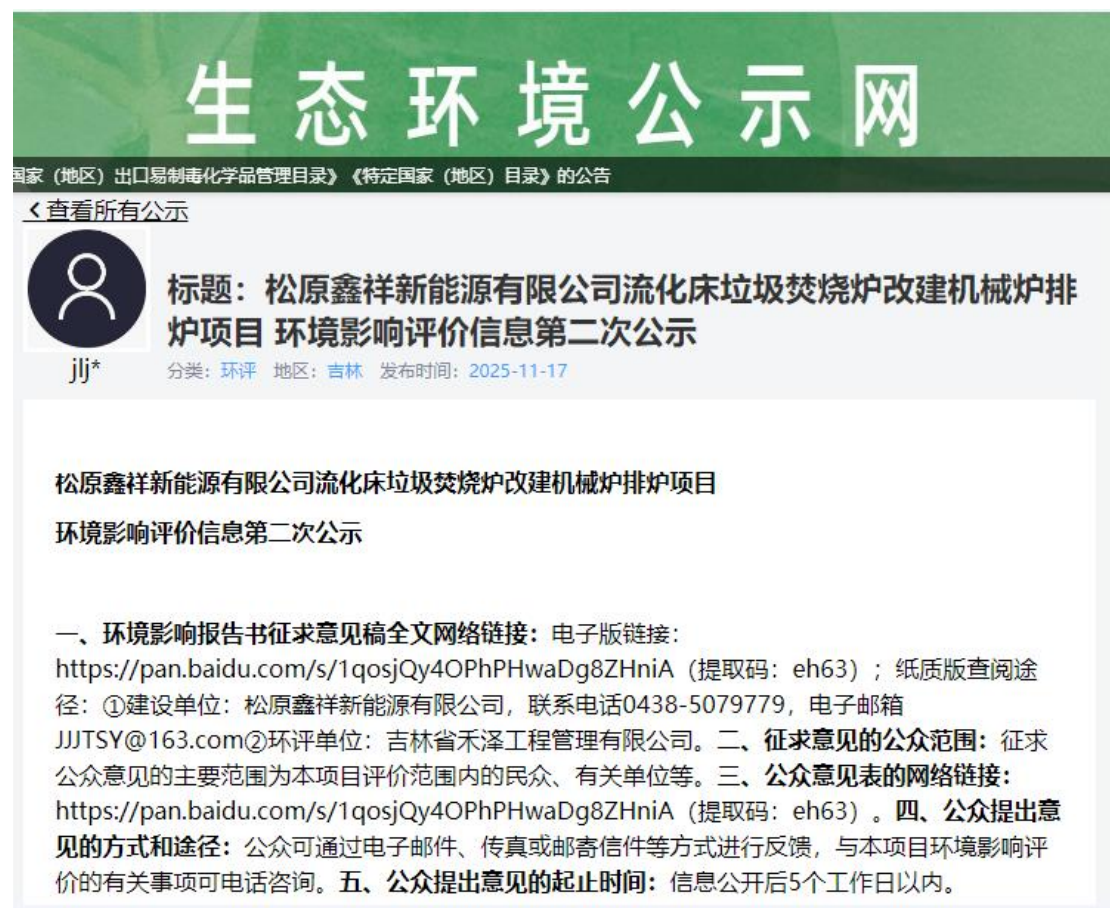 生态环境公示网
国家（地区）出口易制毒化学品管理目录》《特定国家（地区）目录》的公告
查看所有公示
标题：松原鑫祥新能源有限公司流化床垃圾焚烧炉改建机械炉排
炉项目 环境影响评价信息第二次公示
jlj*
分类：环评 地区：吉林 发布时间：2025-11-17
松原鑫祥新能源有限公司流化床垃圾焚烧炉改建机械炉排炉项目
环境影响评价信息第二次公示
一、环境影响报告书征求意见稿全文网络链接：电子版链接：
https://pan.baidu.com/s/1qosjQy4OPhPHwaDg8ZHniA（提取码：eh63）；纸质版查阅途
径：①建设单位：松原鑫祥新能源有限公司，联系电话0438-5079779，电子邮箱
JJJTSY@163.com②环评单位：吉林省禾泽工程管理有限公司。二、征求意见的公众范围：征求
公众意见的主要范围为本项目评价范围内的民众、有关单位等。三、公众意见表的网络链接：
https://pan.baidu.com/s/1qosjQy4OPhPHwaDg8ZHniA（提取码：eh63）。四、公众提出意
见的方式和途径：公众可通过电子邮件、传真或邮寄信件等方式进行反馈，与本项目环境影响评
价的有关事项可电话咨询。五、公众提出意见的起止时间：信息公开后5个工作日以内。